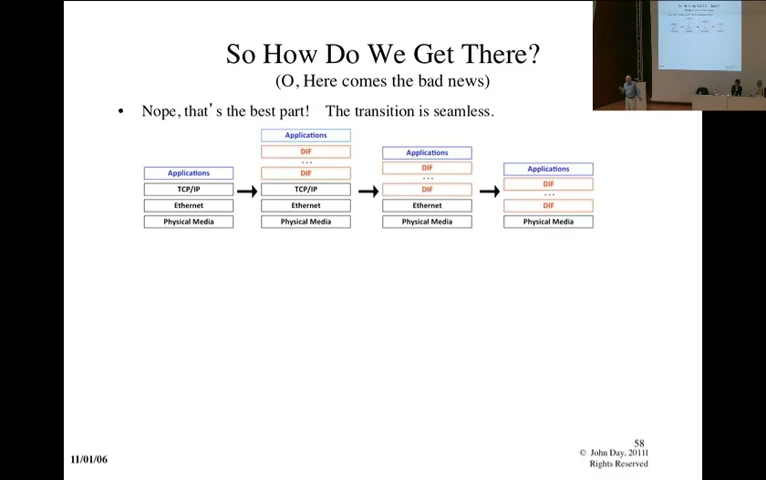 So How Do We Get There?
(O, Here comes the bad news)
• Nope, that's the best part! The transition is seamless.
Applications
TCP/IP
Ethernet
Physical Media
Applications
DIF
...
DIF
TCP/IP
Ethernet
Physical Media
Applications
DIF
...
DIF
Ethernet
Physical Media
Applications
DIF
...
DIF
Physical Media
11/01/06
58
© John Day, 2011l
Rights Reserved